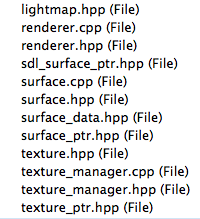 lightmap.hpp (File)
renderer.cpp (File)
renderer.hpp (File)
sdl_surface_ptr.hpp (File)
surface.cpp (File)
surface.hpp (File)
surface_data.hpp (File)
surface_ptr.hpp (File)
texture.hpp (File)
texture_manager.cpp (File)
texture_manager.hpp (File)
texture_ptr.hpp (File)